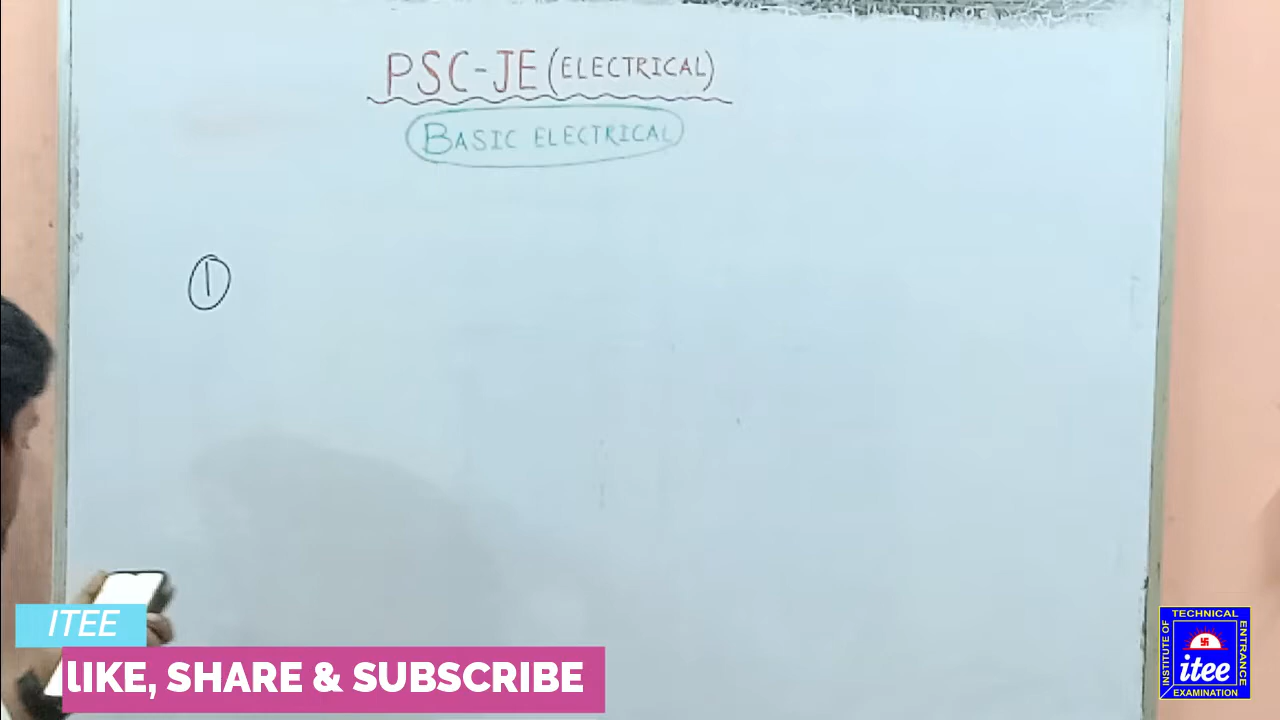 PSC-JE (ELECTRICAL)
BASIC ELECTRICAL
1
ITEE
LIKE, SHARE & SUBSCRIBE
TECHNICAL
INSTITUTE OF
itee
ENTRANCE
EXAMINATION